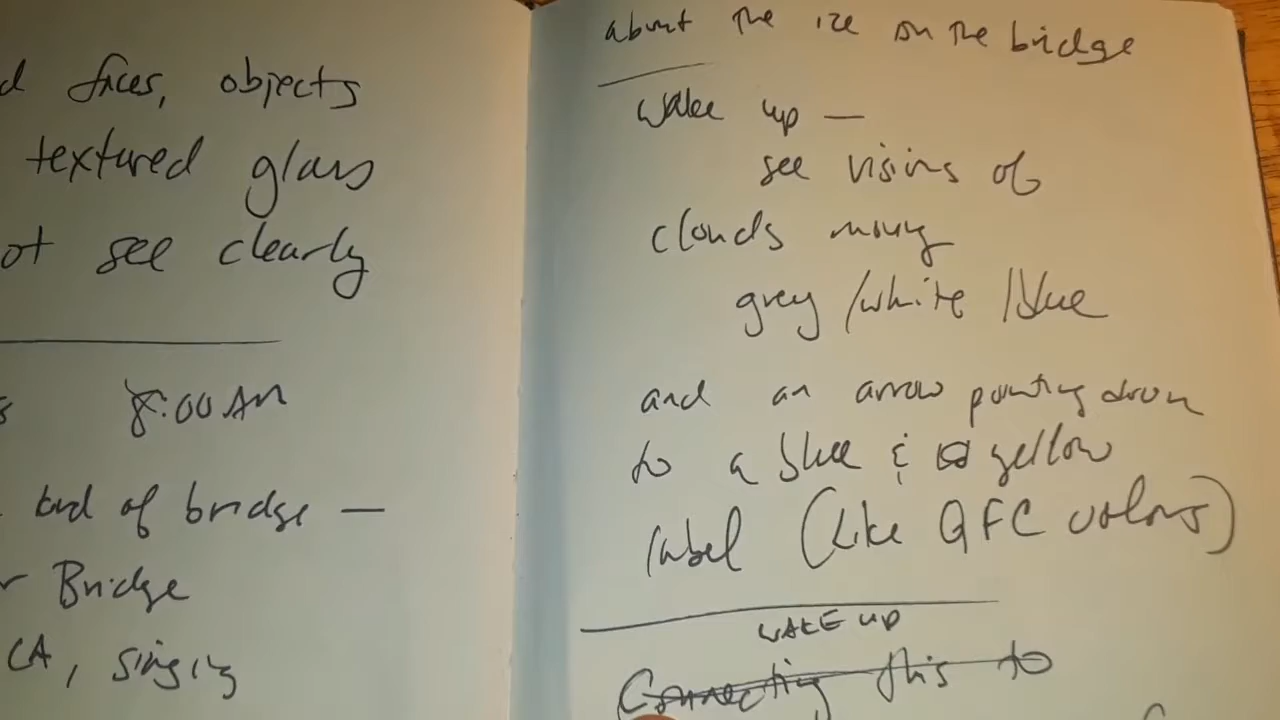 d faces, objects
textured glass
ot see clearly
s 8:00 AM
end of bridge —
r Bridge
CA, singing
about the ice on the bridge
Wake up —
see visions of
clouds moving
grey / white / blue
and an arrow pointing down
to a blue & yellow
label (like QFC colors)
WAKE UP
Connecting this to